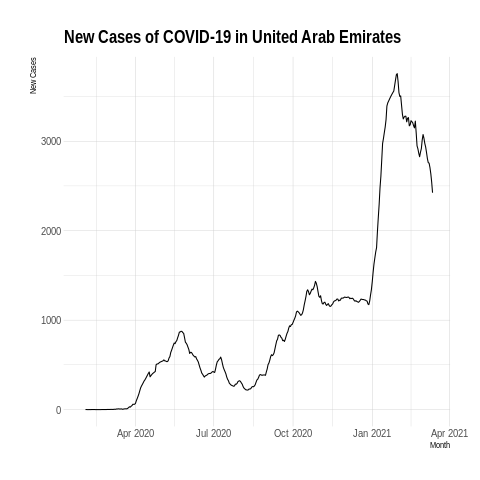 New Cases of COVID-19 in United Arab Emirates
New Cases
3000
2000
1000
0
Apr 2020 Jul 2020 Oct 2020 Jan 2021 Apr 2021
Month